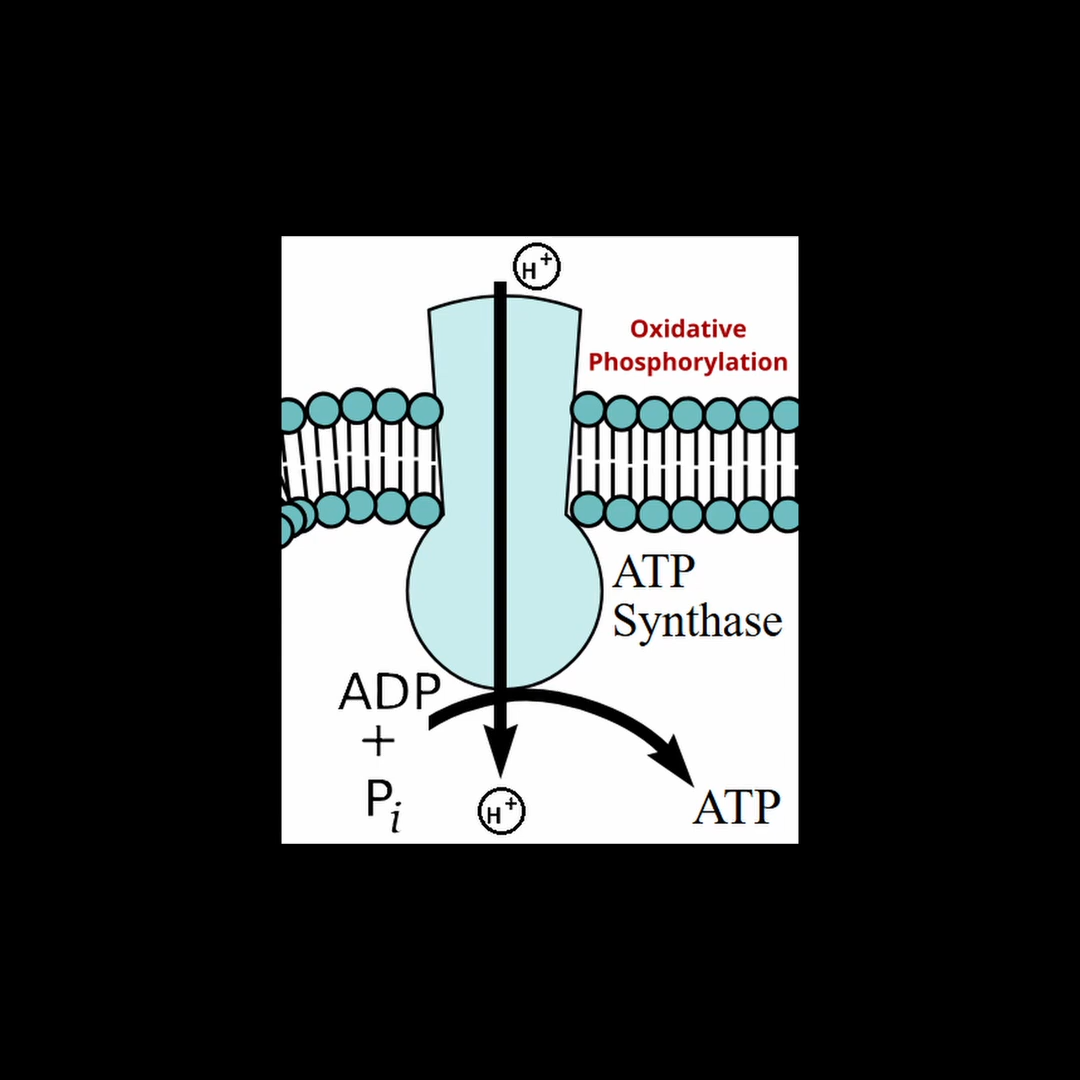 H+
Oxidative
Phosphorylation
ATP
Synthase
ADP
+
Pi
H+
ATP